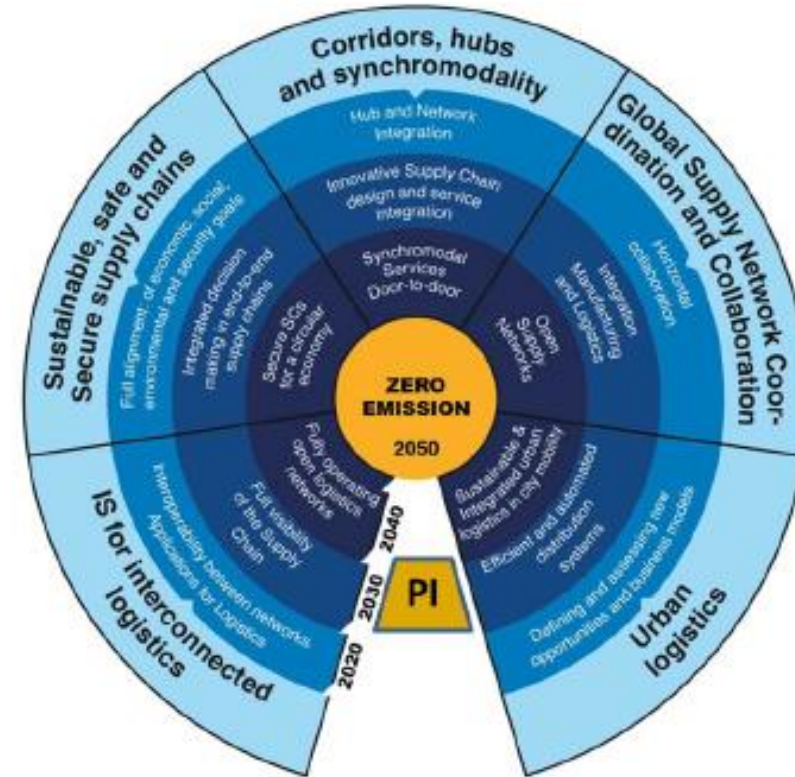 Corridors, hubs
and synchromodality
Hub and Network
Integration
Innovative Supply Chain
design and service
integration
Synchromodal
Services
Door-to-door
Global Supply Network Coor-
dination and Collaboration
Horizontal
collaboration
Integration
Manufacturing
and Logistics
Open
Supply
Networks
Urban
logistics
Defining and assessing new
opportunities and business models
Efficient and automated
distribution
systems
Sustainable &
Integrated urban
logistics in city mobility
IS for interconnected
logistics
Interoperability between networks.
Applications for Logistics
Full visibility
of the Supply
Chain
Fully operating
open logistics
networks
Sustainable, safe and
Secure supply chains
Full alignment of economic, social,
environmental and security goals
Integrated decision
making in end-to-end
supply chains
Secure SCs
for a circular
economy
ZERO
EMISSION
2050
2040
2030
2020
PI